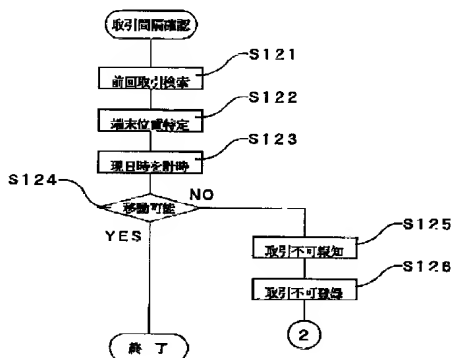 取引間隔確認
S121
前回取引検索
S122
端末位置特定
S123
現日時を計時
S124
移動可能
NO
YES
S125
取引不可報知
S126
取引不可登録
終了
2